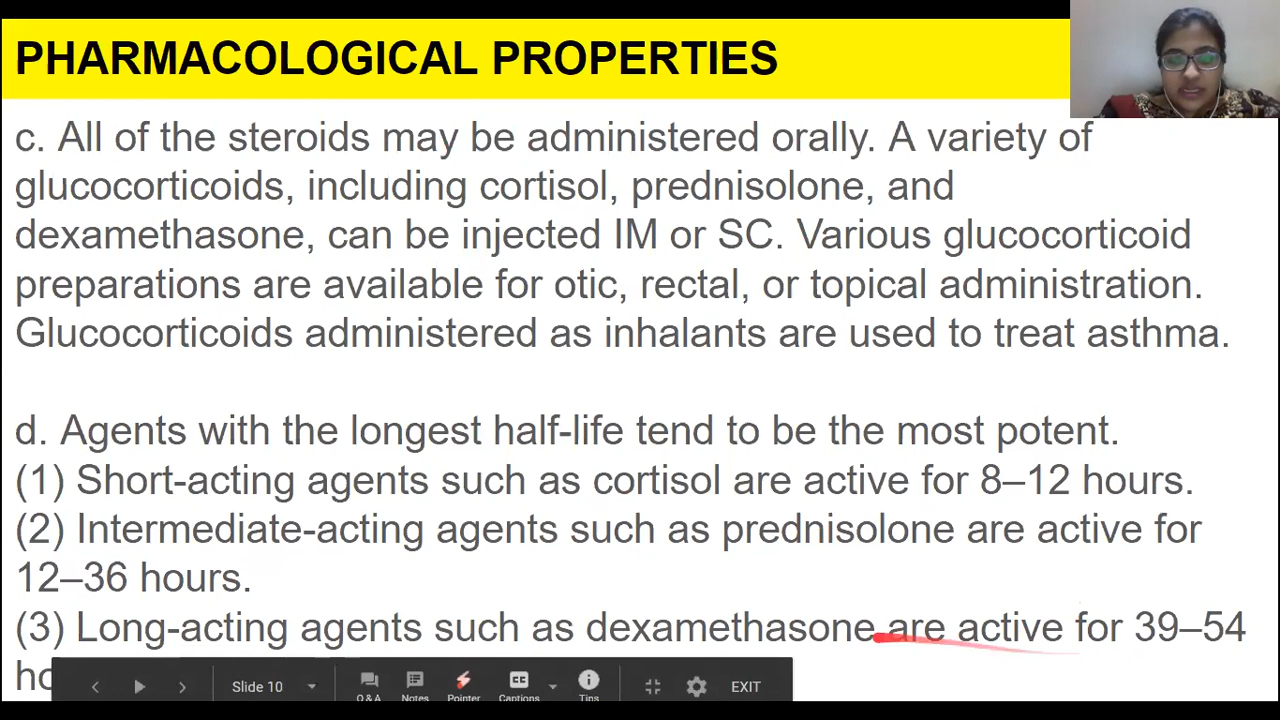 PHARMACOLOGICAL PROPERTIES
c. All of the steroids may be administered orally. A variety of
glucocorticoids, including cortisol, prednisolone, and
dexamethasone, can be injected IM or SC. Various glucocorticoid
preparations are available for otic, rectal, or topical administration.
Glucocorticoids administered as inhalants are used to treat asthma.
d. Agents with the longest half-life tend to be the most potent.
(1) Short-acting agents such as cortisol are active for 8–12 hours.
(2) Intermediate-acting agents such as prednisolone are active for
12–36 hours.
(3) Long-acting agents such as dexamethasone are active for 39–54
Slide 10 Q & A Notes Pointer Captions Tips EXIT